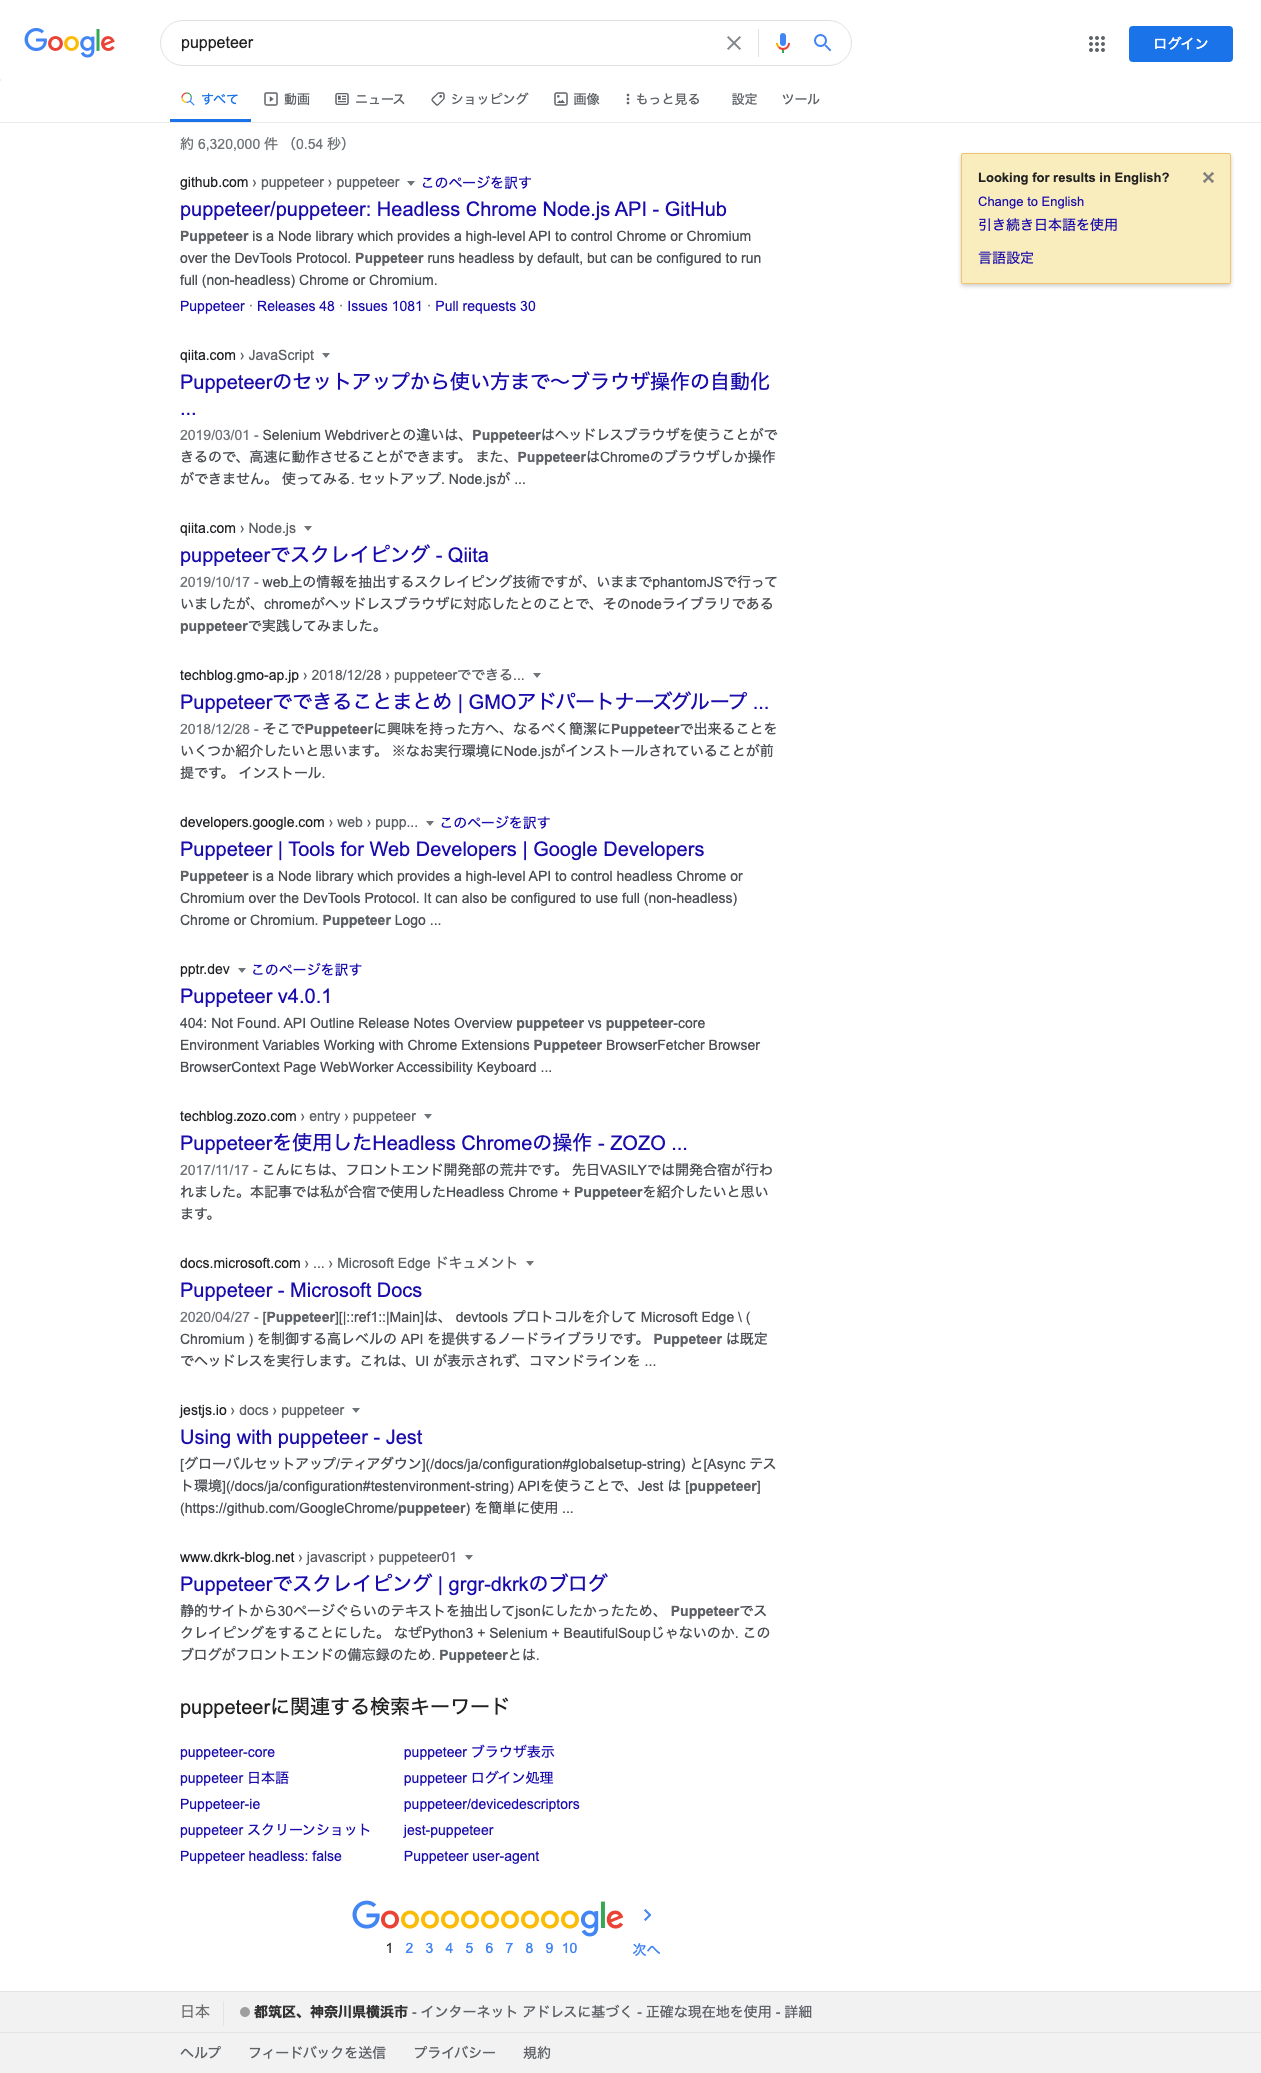 Google
puppeteer
ログイン
すべて 動画 ニュース ショッピング 画像 もっと見る 設定 ツール
約 6,320,000 件 （0.54 秒）
Looking for results in English?
Change to English
引き続き日本語を使用
言語設定
github.com › puppeteer › puppeteer このページを訳す
puppeteer/puppeteer: Headless Chrome Node.js API - GitHub
Puppeteer is a Node library which provides a high-level API to control Chrome or Chromium
over the DevTools Protocol. Puppeteer runs headless by default, but can be configured to run
full (non-headless) Chrome or Chromium.
Puppeteer · Releases 48 · Issues 1081 · Pull requests 30
qiita.com › JavaScript
Puppeteerのセットアップから使い方まで〜ブラウザ操作の自動化
...
2019/03/01 - Selenium Webdriverとの違いは、Puppeteerはヘッドレスブラウザを使うことがで
きるので、高速に動作させることができます。 また、PuppeteerはChromeのブラウザしか操作
ができません。 使ってみる. セットアップ. Node.jsが ...
qiita.com › Node.js
puppeteerでスクレイピング - Qiita
2019/10/17 - web上の情報を抽出するスクレイピング技術ですが、いままでphantomJSで行って
いましたが、chromeがヘッドレスブラウザに対応したとのことで、そのnodeライブラリである
puppeteerで実践してみました。
techblog.gmo-ap.jp › 2018/12/28 › puppeteerでできる...
Puppeteerでできることまとめ | GMOアドパートナーズグループ ...
2018/12/28 - そこでPuppeteerに興味を持った方へ、なるべく簡潔にPuppeteerで出来ることを
いくつか紹介したいと思います。 ※なお実行環境にNode.jsがインストールされていることが前
提です。 インストール.
developers.google.com › web › pupp... このページを訳す
Puppeteer | Tools for Web Developers | Google Developers
Puppeteer is a Node library which provides a high-level API to control headless Chrome or
Chromium over the DevTools Protocol. It can also be configured to use full (non-headless)
Chrome or Chromium. Puppeteer Logo ...
pptr.dev このページを訳す
Puppeteer v4.0.1
404: Not Found. API Outline Release Notes Overview puppeteer vs puppeteer-core
Environment Variables Working with Chrome Extensions Puppeteer BrowserFetcher Browser
BrowserContext Page WebWorker Accessibility Keyboard ...
techblog.zozo.com › entry › puppeteer
Puppeteerを使用したHeadless Chromeの操作 - ZOZO ...
2017/11/17 - こんにちは、フロントエンド開発部の荒井です。 先日VASILYでは開発合宿が行わ
れました。本記事では私が合宿で使用したHeadless Chrome + Puppeteerを紹介したいと思い
ます。
docs.microsoft.com › ... › Microsoft Edge ドキュメント
Puppeteer - Microsoft Docs
2020/04/27 - [Puppeteer][|::ref1::|Main]は、 devtools プロトコルを介して Microsoft Edge \ (
Chromium ) を制御する高レベルの API を提供するノードライブラリです。 Puppeteer は既定
でヘッドレスを実行します。これは、UI が表示されず、コマンドラインを ...
jestjs.io › docs › puppeteer
Using with puppeteer - Jest
[グローバルセットアップ/ティアダウン](/docs/ja/configuration#globalsetup-string) と[Async テス
ト環境](/docs/ja/configuration#testenvironment-string) APIを使うことで、Jest は [puppeteer]
(https://github.com/GoogleChrome/puppeteer) を簡単に使用 ...
www.dkrk-blog.net › javascript › puppeteer01
Puppeteerでスクレイピング | grgr-dkrkのブログ
静的サイトから30ページぐらいのテキストを抽出してjsonにしたかったため、 Puppeteerでス
クレイピングをすることにした。 なぜPython3 + Selenium + BeautifulSoupじゃないのか. この
ブログがフロントエンドの備忘録のため. Puppeteerとは.
puppeteerに関連する検索キーワード
puppeteer-core puppeteer ブラウザ表示
puppeteer 日本語 puppeteer ログイン処理
Puppeteer-ie puppeteer/devicedescriptors
puppeteer スクリーンショット jest-puppeteer
Puppeteer headless: false Puppeteer user-agent
Goooooooooogle
1 2 3 4 5 6 7 8 9 10 次へ
日本 都筑区、神奈川県横浜市 - インターネット アドレスに基づく - 正確な現在地を使用 - 詳細
ヘルプ フィードバックを送信 プライバシー 規約